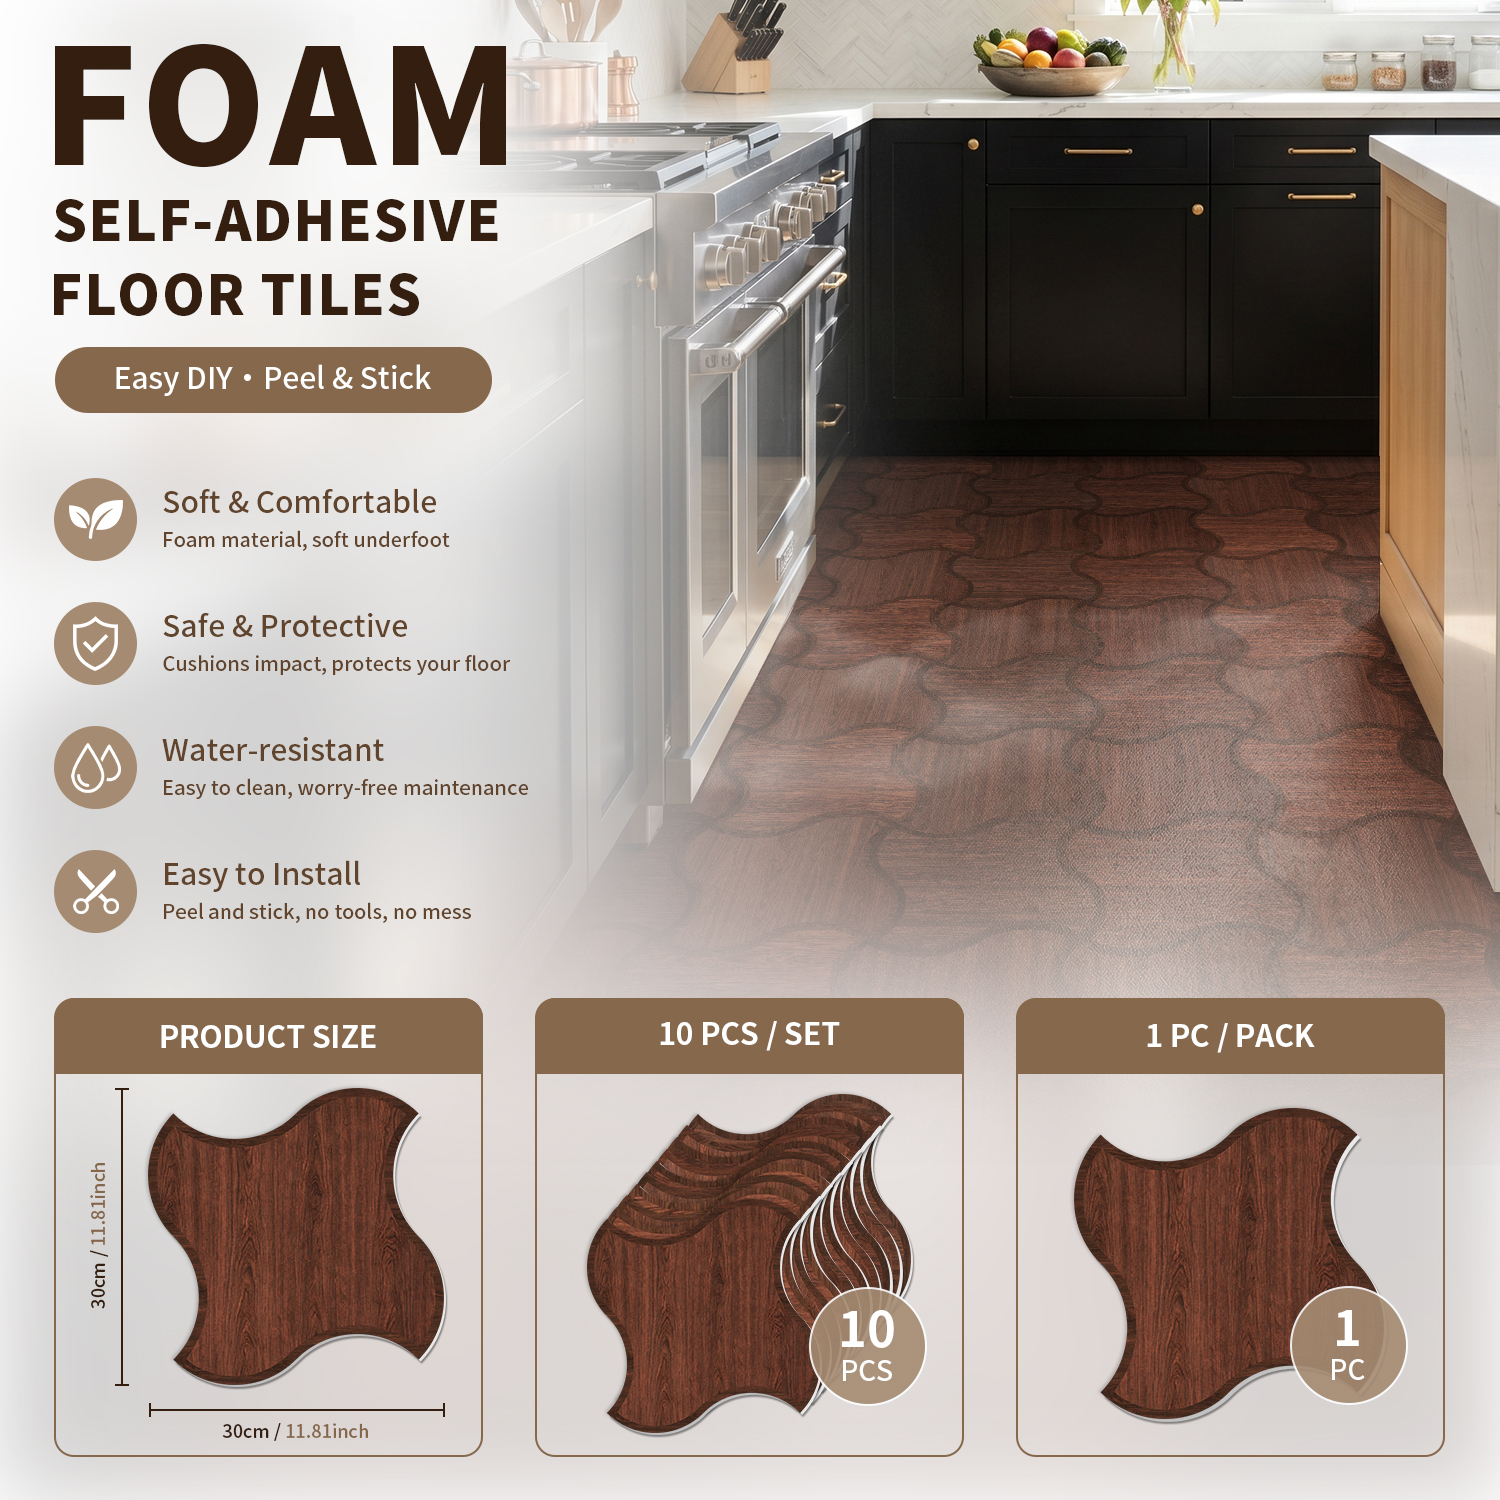 FOAM
SELF-ADHESIVE
FLOOR TILES
Easy DIY • Peel & Stick
Soft & Comfortable
Foam material, soft underfoot
Safe & Protective
Cushions impact, protects your floor
Water-resistant
Easy to clean, worry-free maintenance
Easy to Install
Peel and stick, no tools, no mess
PRODUCT SIZE
30cm / 11.81inch
30cm / 11.81inch
10 PCS / SET
10
PCS
1 PC / PACK
1
PC